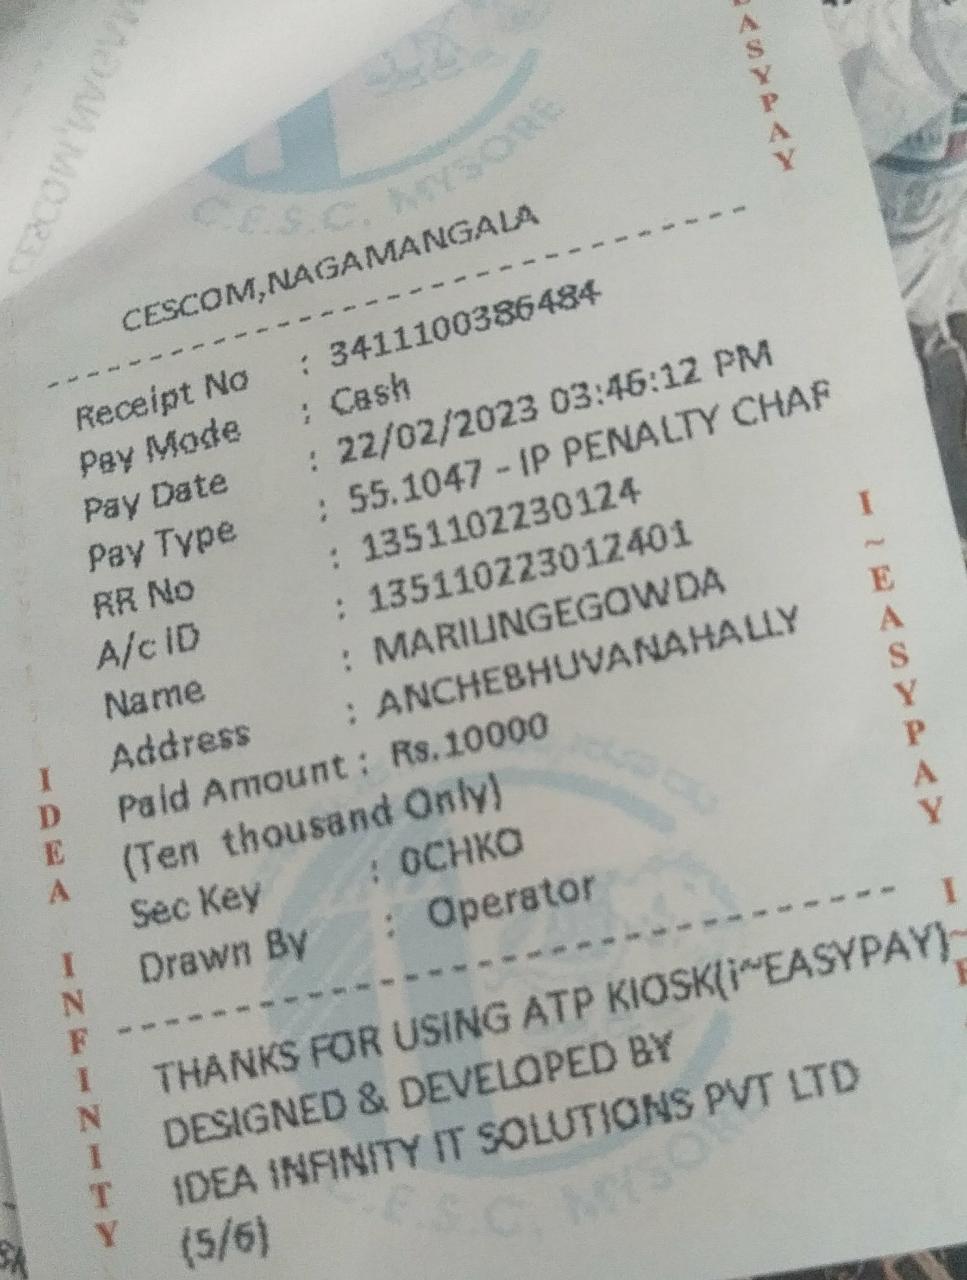 EASYPAY
C.E.S.C. MYSORE
CESCOM,NAGAMANGALA
Receipt No : 3411100386484
Pay Mode : Cash
Pay Date : 22/02/2023 03:46:12 PM
Pay Type : 55.1047 - IP PENALTY CHAF
RR No : 1351102230124
A/c ID : 135110223012401
Name : MARILINGEGOWDA
Address : ANCHEBHUVANAHALLY
Paid Amount : Rs.10000
(Ten thousand Only)
Sec Key : 0CHKO
Drawn By : Operator
THANKS FOR USING ATP KIOSK(i~EASYPAY)
DESIGNED & DEVELOPED BY
IDEA INFINITY IT SOLUTIONS PVT LTD
(5/6)
C.E.S.C. MYSORE
IDEA INFINITY
I~EASYPAY
I~E